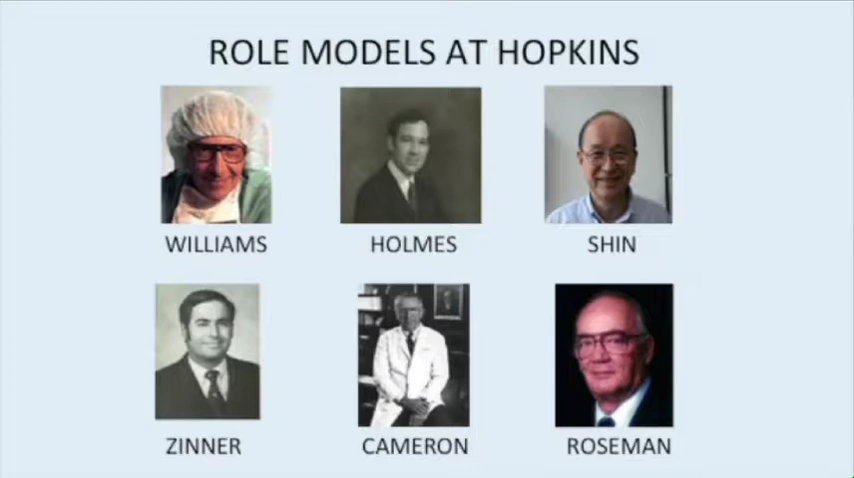 ROLE MODELS AT HOPKINS
WILLIAMS HOLMES SHIN
ZINNER CAMERON ROSEMAN